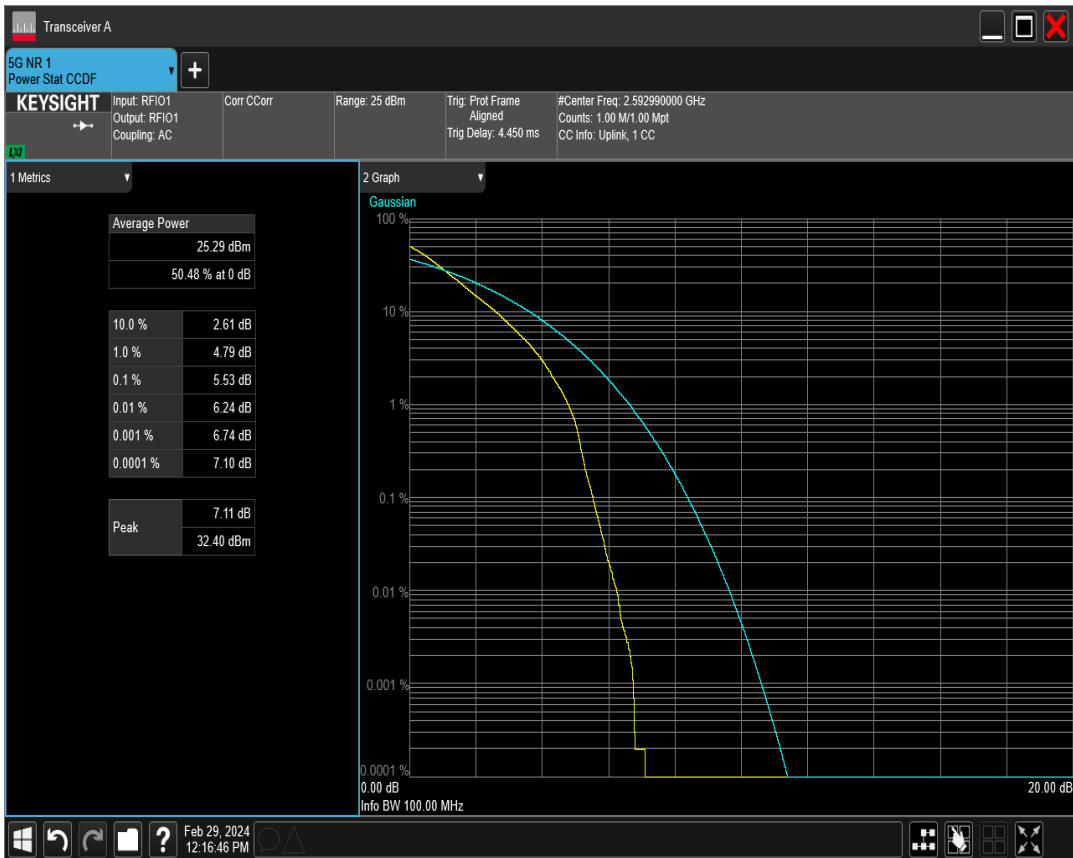 Transceiver A
5G NR 1
Power Stat CCDF
KEYSIGHT
LXI
Input: RFIO1
Output: RFIO1
Coupling: AC
Corr CCorr
Range: 25 dBm
Trig: Prot Frame
Aligned
Trig Delay: 4.450 ms
#Center Freq: 2.592990000 GHz
Counts: 1.00 M/1.00 Mpt
CC Info: Uplink, 1 CC
1 Metrics
Average Power
25.29 dBm
50.48 % at 0 dB
10.0 % 2.61 dB
1.0 % 4.79 dB
0.1 % 5.53 dB
0.01 % 6.24 dB
0.001 % 6.74 dB
0.0001 % 7.10 dB
Peak
7.11 dB
32.40 dBm
2 Graph
Gaussian
100 %
10 %
1 %
0.1 %
0.01 %
0.001 %
0.0001 %
0.00 dB 20.00 dB
Info BW 100.00 MHz
?
Feb 29, 2024
12:16:46 PM